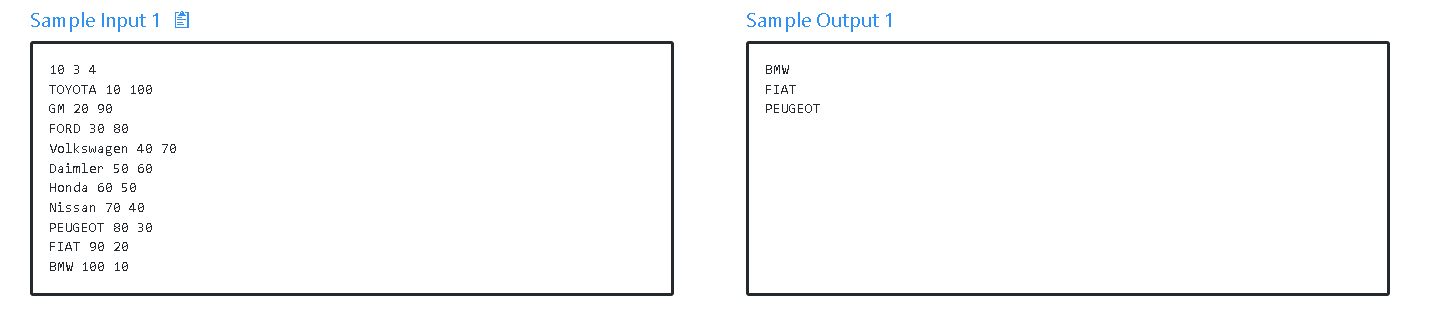 Sample Input 1
10 3 4
TOYOTA 10 100
GM 20 90
FORD 30 80
Volkswagen 40 70
Daimler 50 60
Honda 60 50
Nissan 70 40
PEUGEOT 80 30
FIAT 90 20
BMW 100 10
Sample Output 1
BMW
FIAT
PEUGEOT